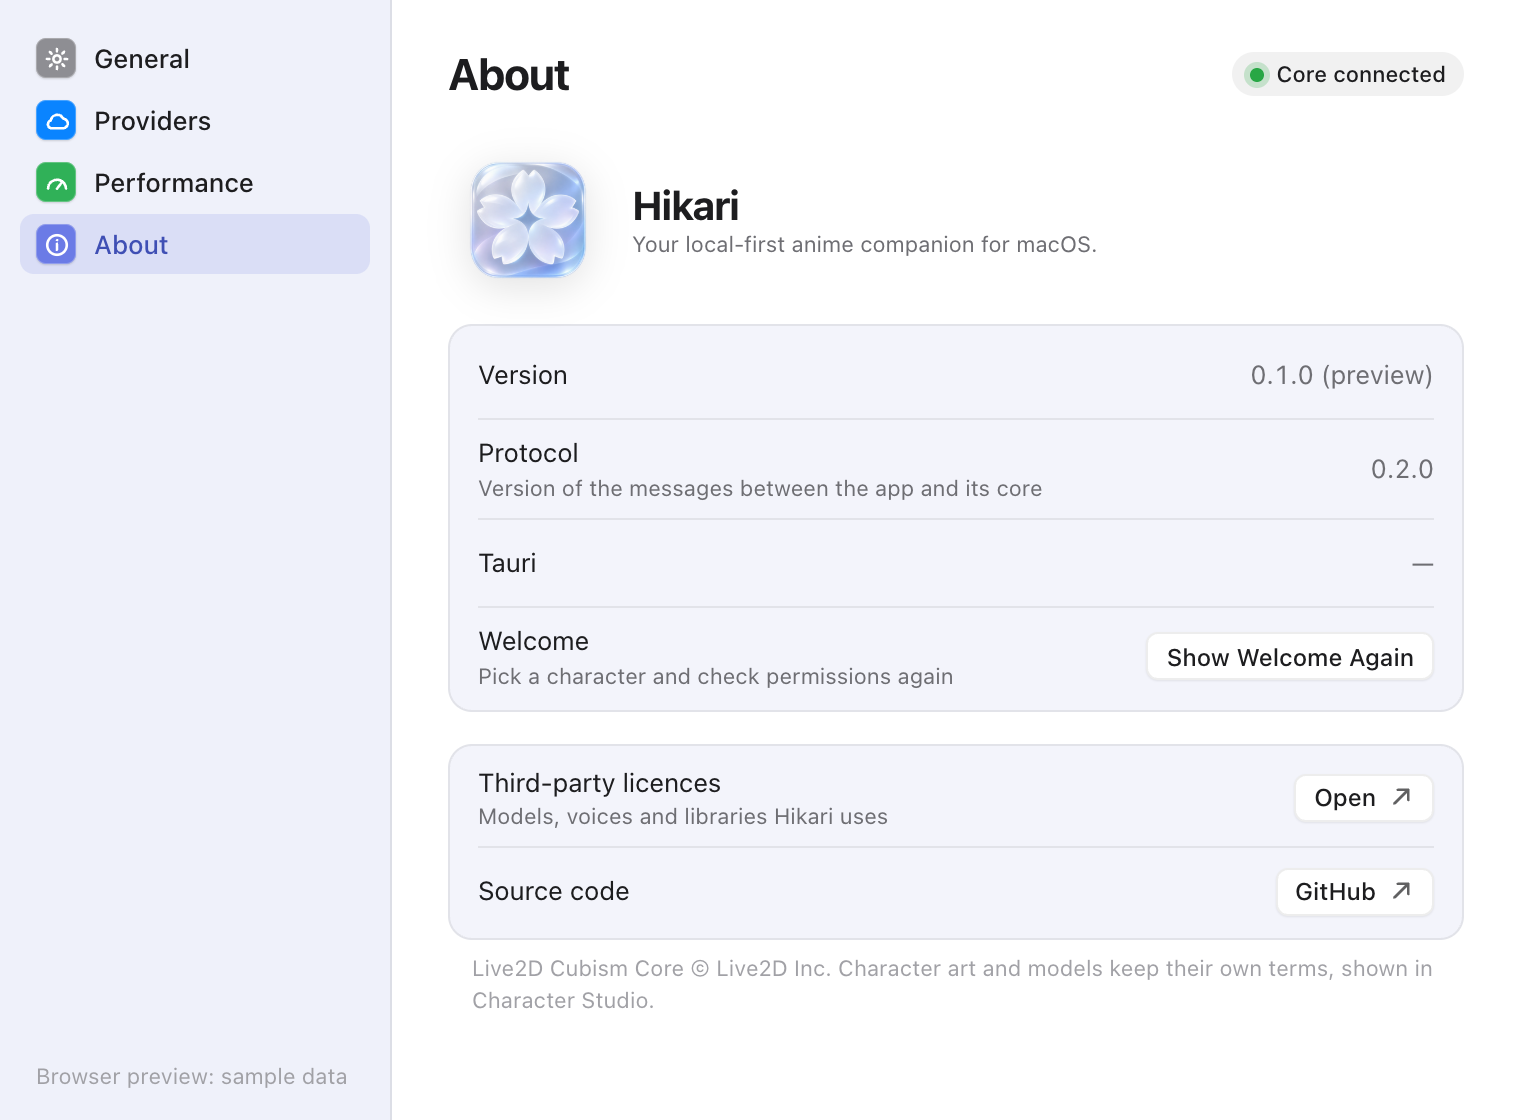 General
Providers
Performance
About
Browser preview: sample data
About
Core connected
Hikari
Your local-first anime companion for macOS.
Version
0.1.0 (preview)
Protocol
Version of the messages between the app and its core
0.2.0
Tauri
—
Welcome
Pick a character and check permissions again
Show Welcome Again
Third-party licences
Models, voices and libraries Hikari uses
Open
Source code
GitHub
Live2D Cubism Core © Live2D Inc. Character art and models keep their own terms, shown in
Character Studio.